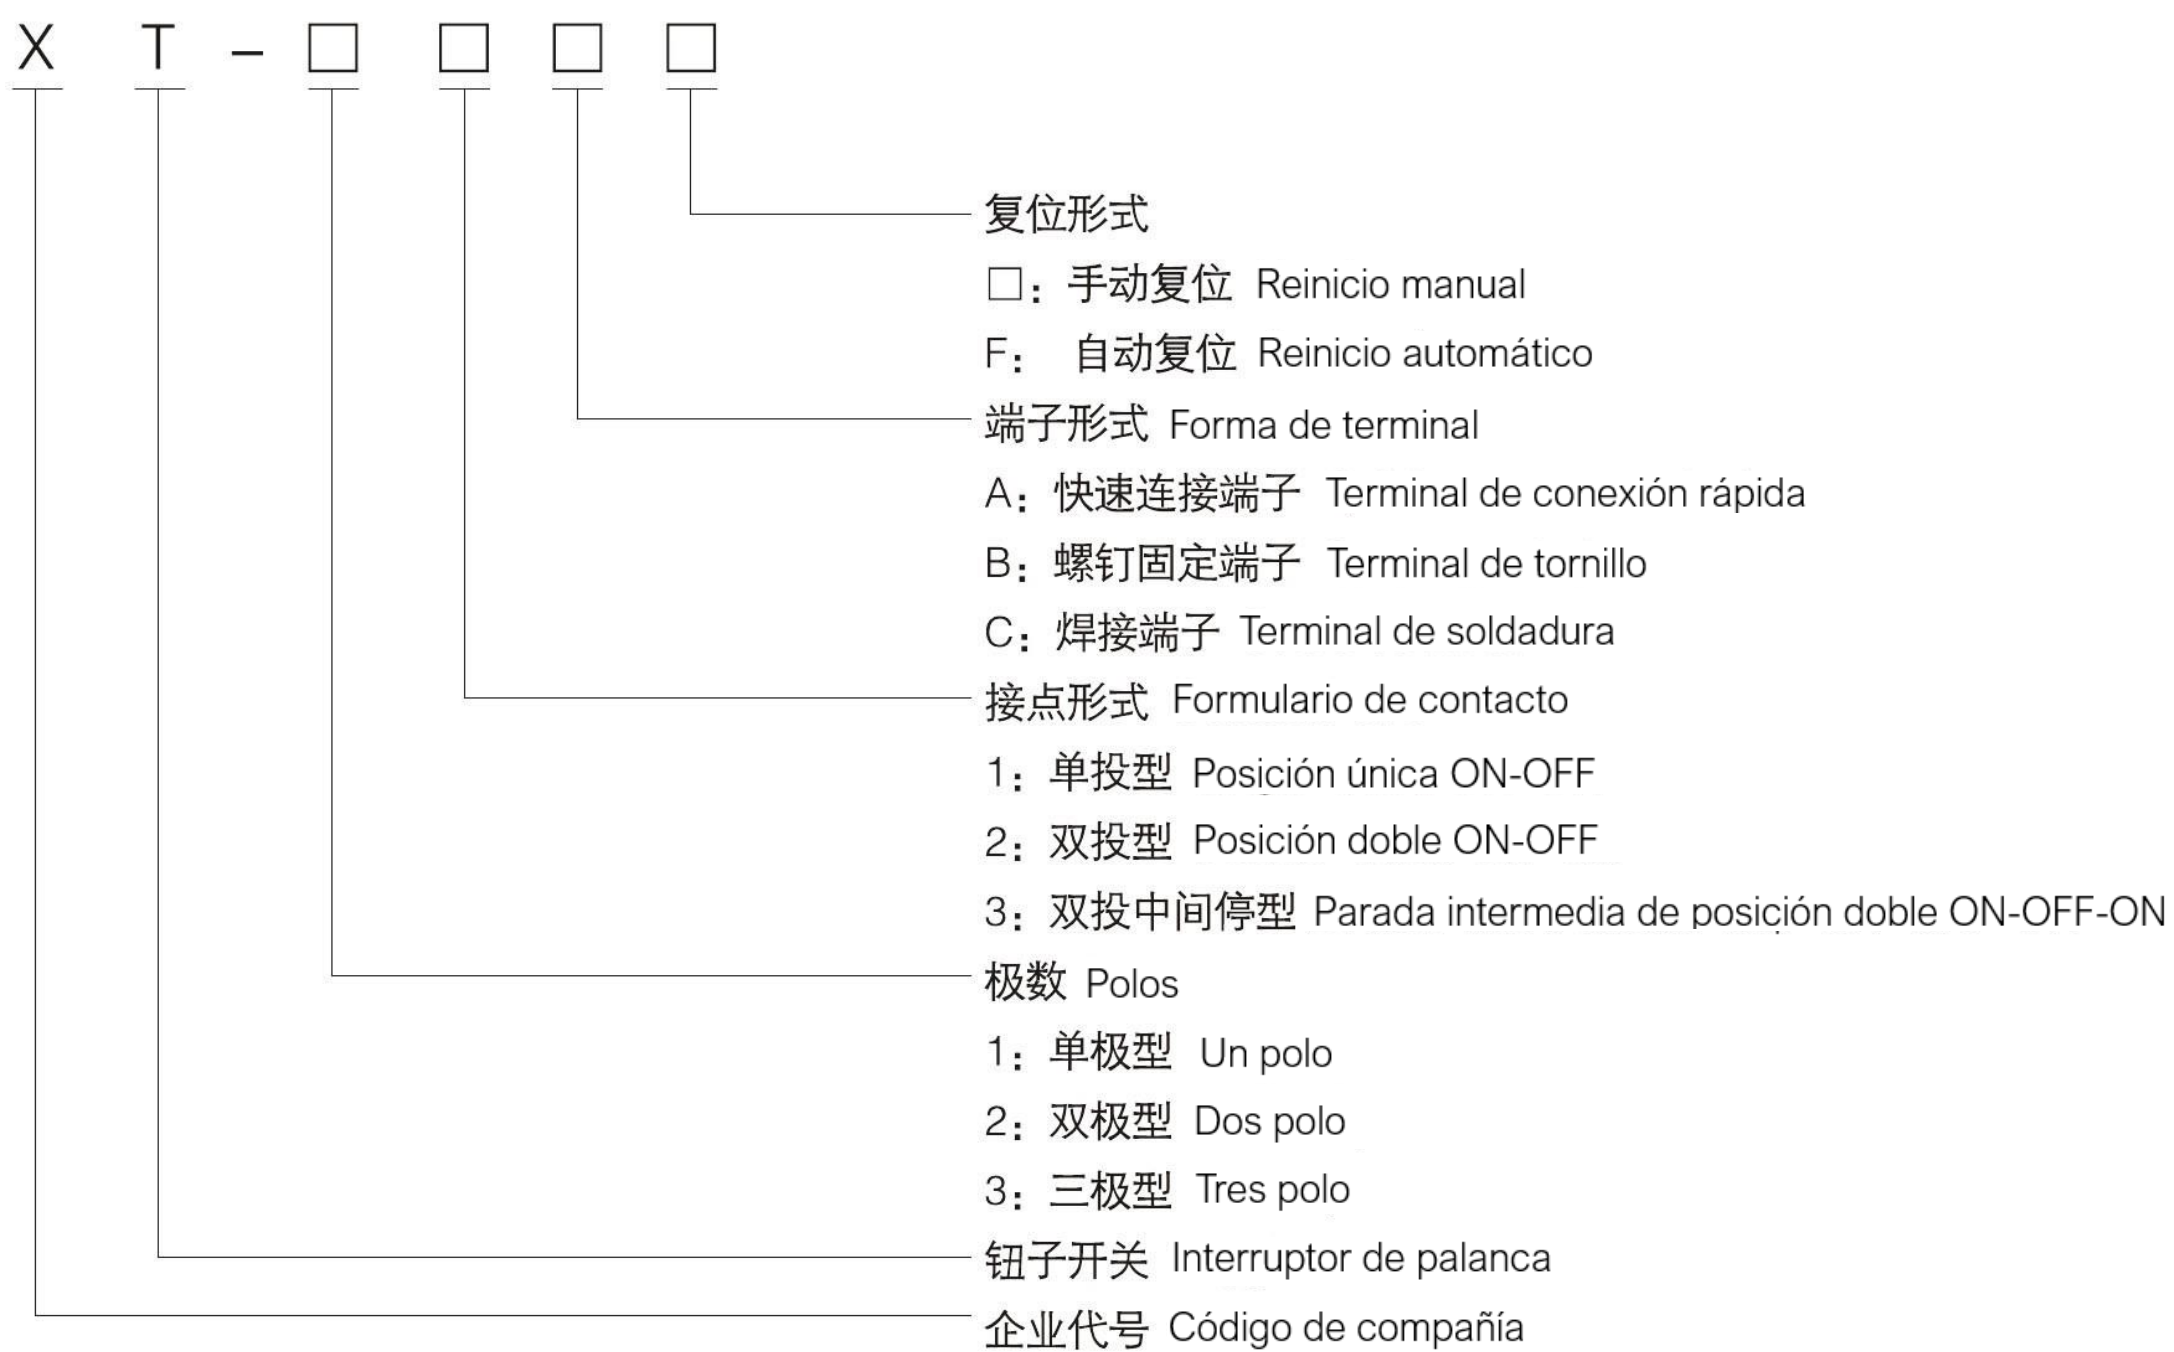 X T - □ □ □ □
复位形式
□: 手动复位 Reinicio manual
F: 自动复位 Reinicio automático
端子形式 Forma de terminal
A: 快速连接端子 Terminal de conexión rápida
B: 螺钉固定端子 Terminal de tornillo
C: 焊接端子 Terminal de soldadura
接点形式 Formulario de contacto
1: 单投型 Posición única ON-OFF
2: 双投型 Posición doble ON-OFF
3: 双投中间停型 Parada intermedia de posición doble ON-OFF-ON
极数 Polos
1: 单极型 Un polo
2: 双极型 Dos polo
3: 三极型 Tres polo
钮子开关 Interruptor de palanca
企业代号 Código de compañía